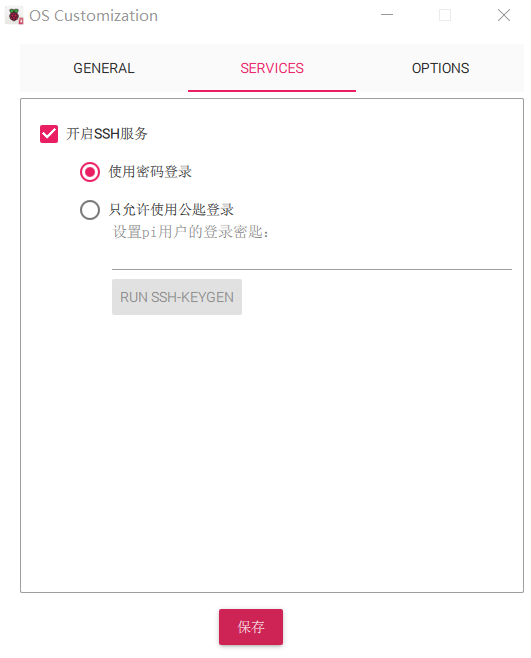 OS Customization
GENERAL SERVICES OPTIONS
开启SSH服务
使用密码登录
只允许使用公匙登录
设置pi用户的登录密匙：
RUN SSH-KEYGEN
保存